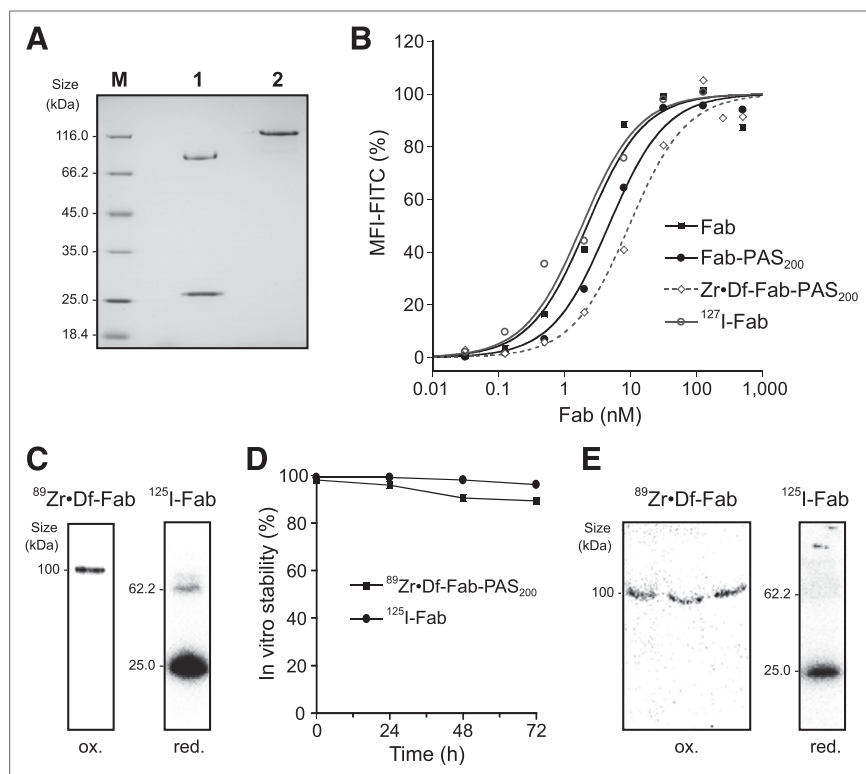 A
Size
(kDa)
M 1 2
116.0
66.2
45.0
35.0
25.0
18.4
B
120
100
80
60
40
20
0
MFI-FITC (%)
Fab
Fab-PAS200
Zr•Df-Fab-PAS200
127I-Fab
0.01 0.1 1 10 100 1,000
Fab (nM)
C
89Zr•Df-Fab 125I-Fab
Size
(kDa)
100
62.2
25.0
ox. red.
D
100
80
60
40
20
0
In vitro stability (%)
89Zr•Df-Fab-PAS200
125I-Fab
0 24 48 72
Time (h)
E
89Zr•Df-Fab 125I-Fab
Size
(kDa)
100
62.2
25.0
ox. red.